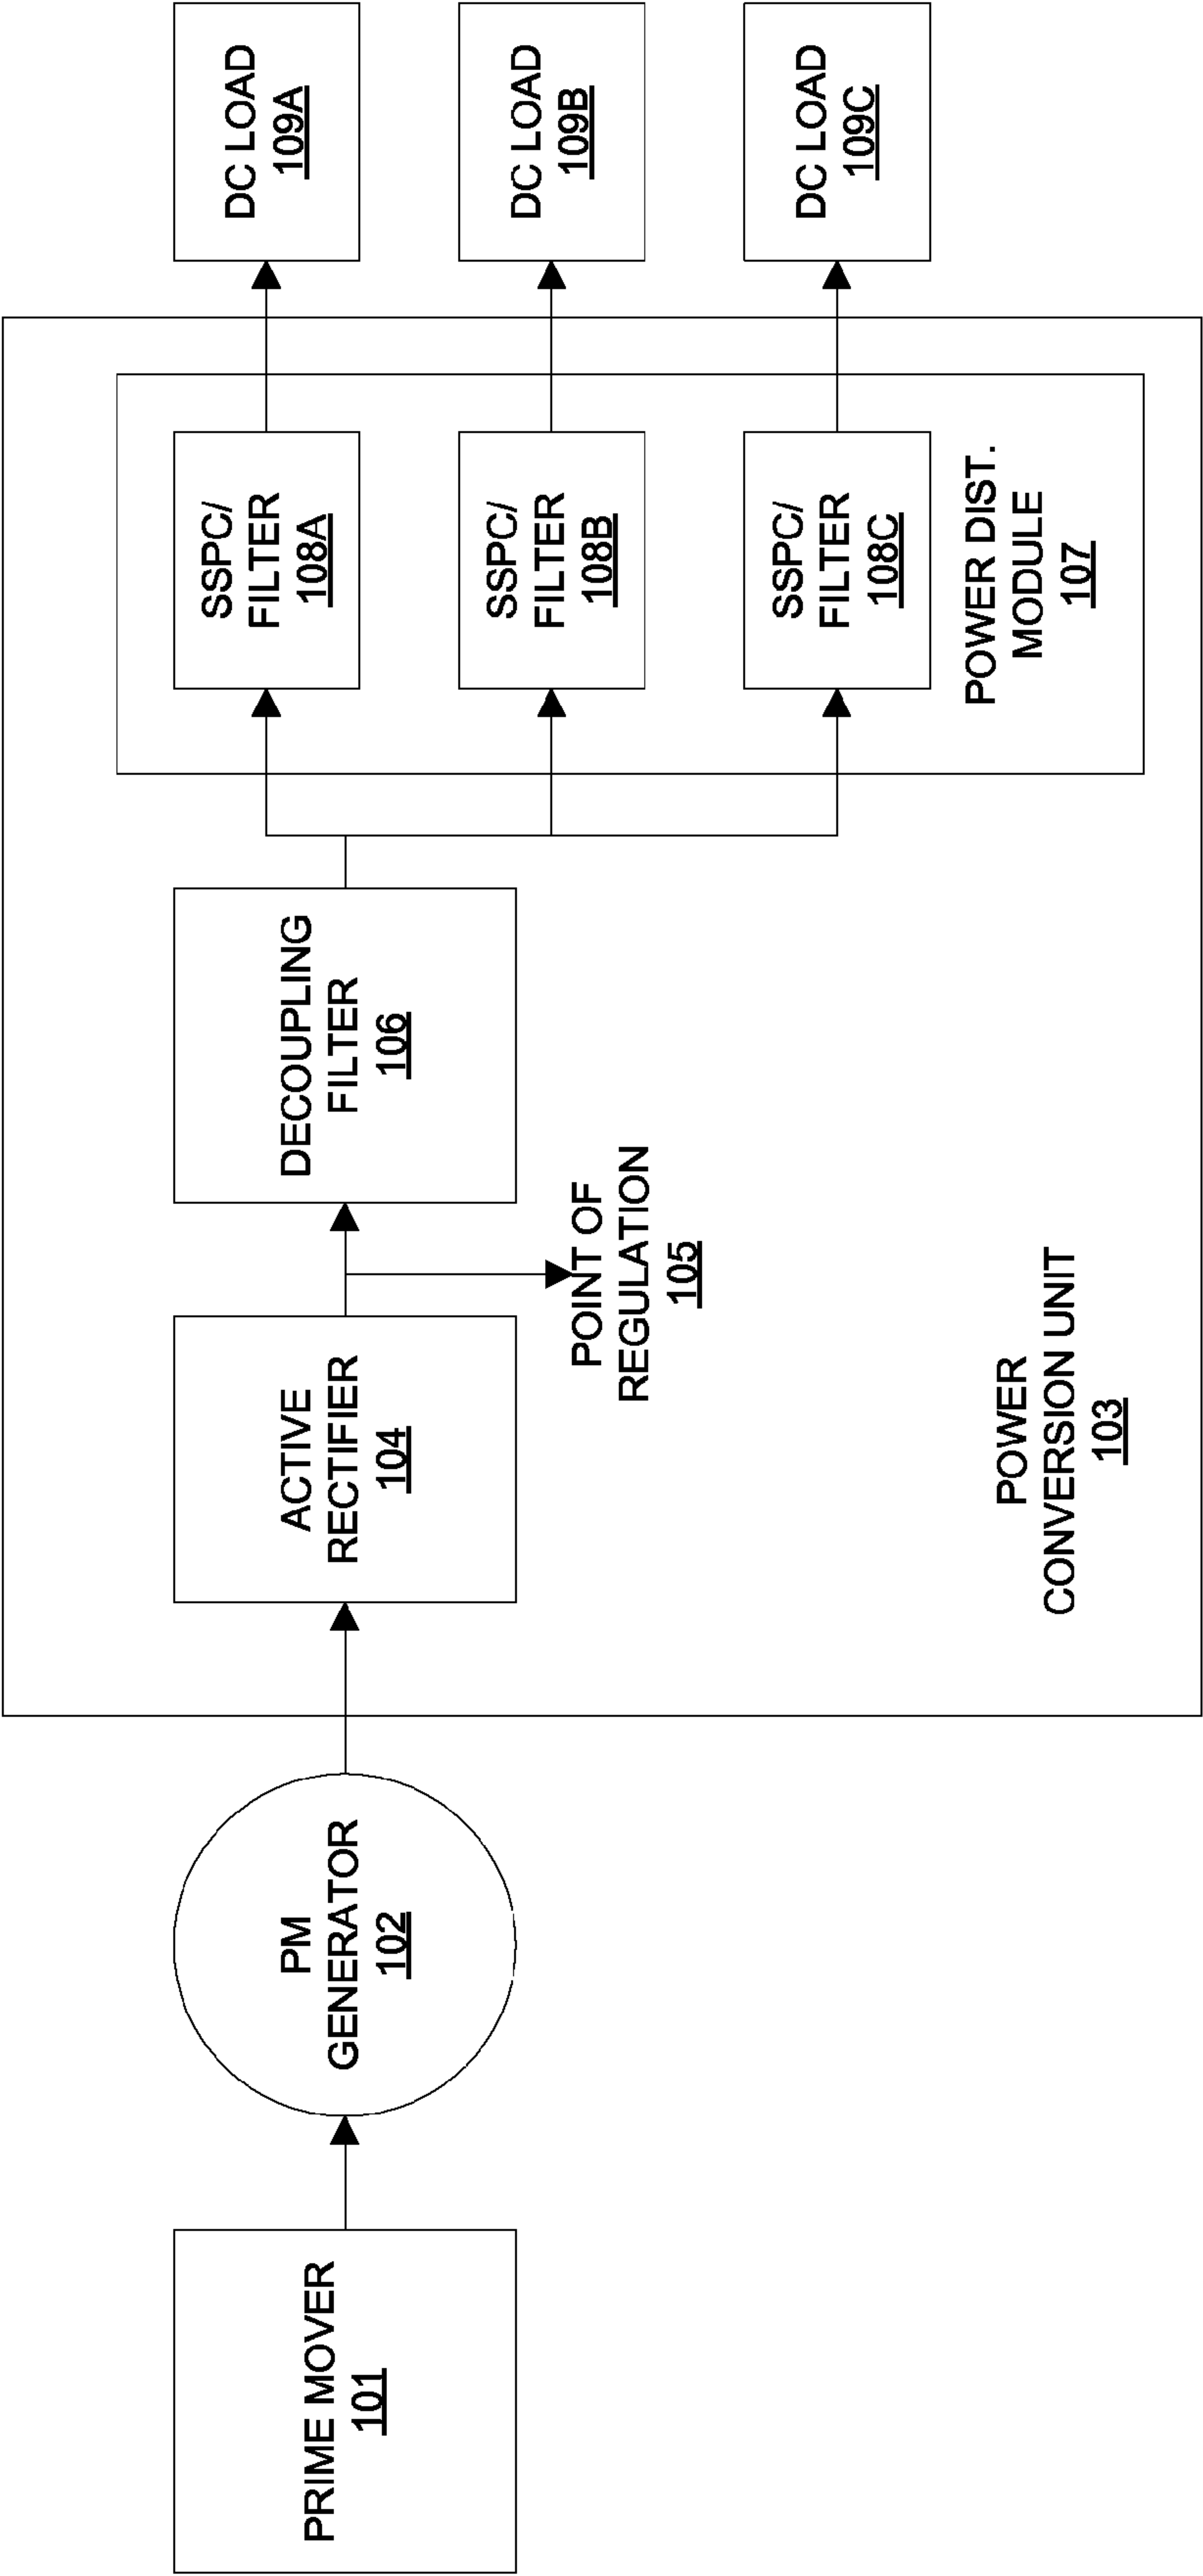 PRIME MOVER
101
PM
GENERATOR
102
POWER
CONVERSION UNIT
103
ACTIVE
RECTIFIER
104
POINT OF
REGULATION
105
DECOUPLING
FILTER
106
POWER DIST.
MODULE
107
SSPC/
FILTER
108A
SSPC/
FILTER
108B
SSPC/
FILTER
108C
DC LOAD
109A
DC LOAD
109B
DC LOAD
109C